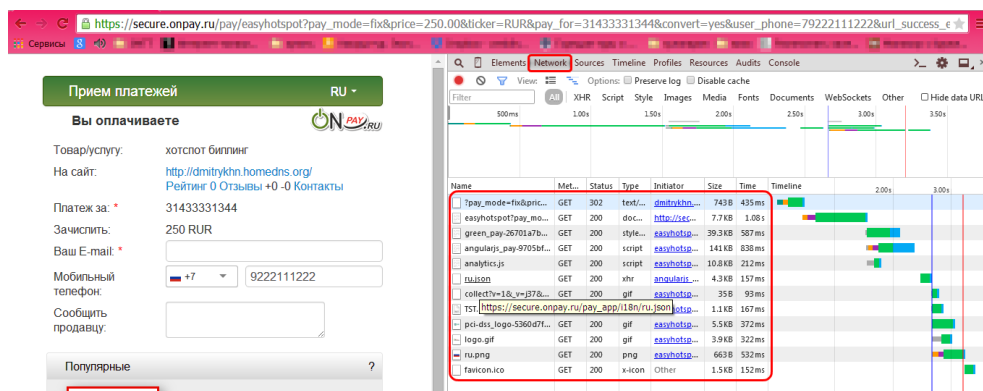 https://secure.onpay.ru/pay/easyhotspot?pay_mode=fix&price=250.00&ticker=RUR&pay_for=31433331344&convert=yes&user_phone=79222111222&url_success_e
Сервисы
Прием платежей RU
Вы оплачиваете
ONPAY.RU
Товар/услугу: хотспот биллинг
На сайт: http://dmitrykhn.homedns.org/
Рейтинг 0 Отзывы +0 -0 Контакты
Платеж за: * 31433331344
Зачислить: 250 RUR
Ваш E-mail: *
Мобильный телефон: +7 9222111222
Сообщить продавцу:
Популярные ?
Elements Network Sources Timeline Profiles Resources Audits Console
View: Options: Preserve log Disable cache
Filter All XHR Script Style Images Media Fonts Documents WebSockets Other Hide data URL
500ms 1.00s 1.50s 2.00s 2.50s 3.00s 3.50s
Name Met... Status Type Initiator Size Time Timeline 2.00s 3.00s
?pay_mode=fix&pric... GET 302 text/... dmitrykhn.... 743 B 435 ms
easyhotspot?pay_mo... GET 200 doc... http://sec... 7.7 KB 1.08 s
green_pay-26701a7b... GET 200 style... easyhotsp... 39.3 KB 587 ms
angularjs_pay-9705bf... GET 200 script easyhotsp... 141 KB 838 ms
analytics.js GET 200 script easyhotsp... 10.8 KB 212 ms
ru.json GET 200 xhr angularjs_... 4.3 KB 157 ms
collect?v=1&_v=j37&... GET 200 gif easyhotsp... 35 B 93 ms
TST. https://secure.onpay.ru/pay_app/i18n/ru.json jotsp... 1.1 KB 167 ms
pci-dss_logo-5360d7f... GET 200 gif easyhotsp... 5.5 KB 372 ms
logo.gif GET 200 gif easyhotsp... 3.9 KB 322 ms
ru.png GET 200 png easyhotsp... 663 B 532 ms
favicon.ico GET 200 x-icon Other 1.5 KB 152 ms